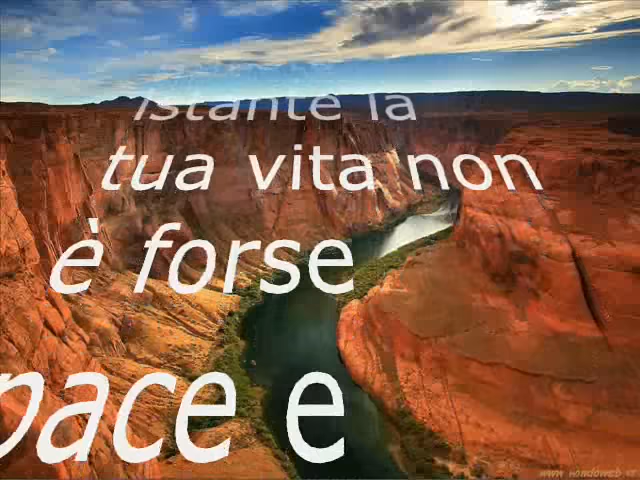 istante la
tua vita non
è forse
pace e